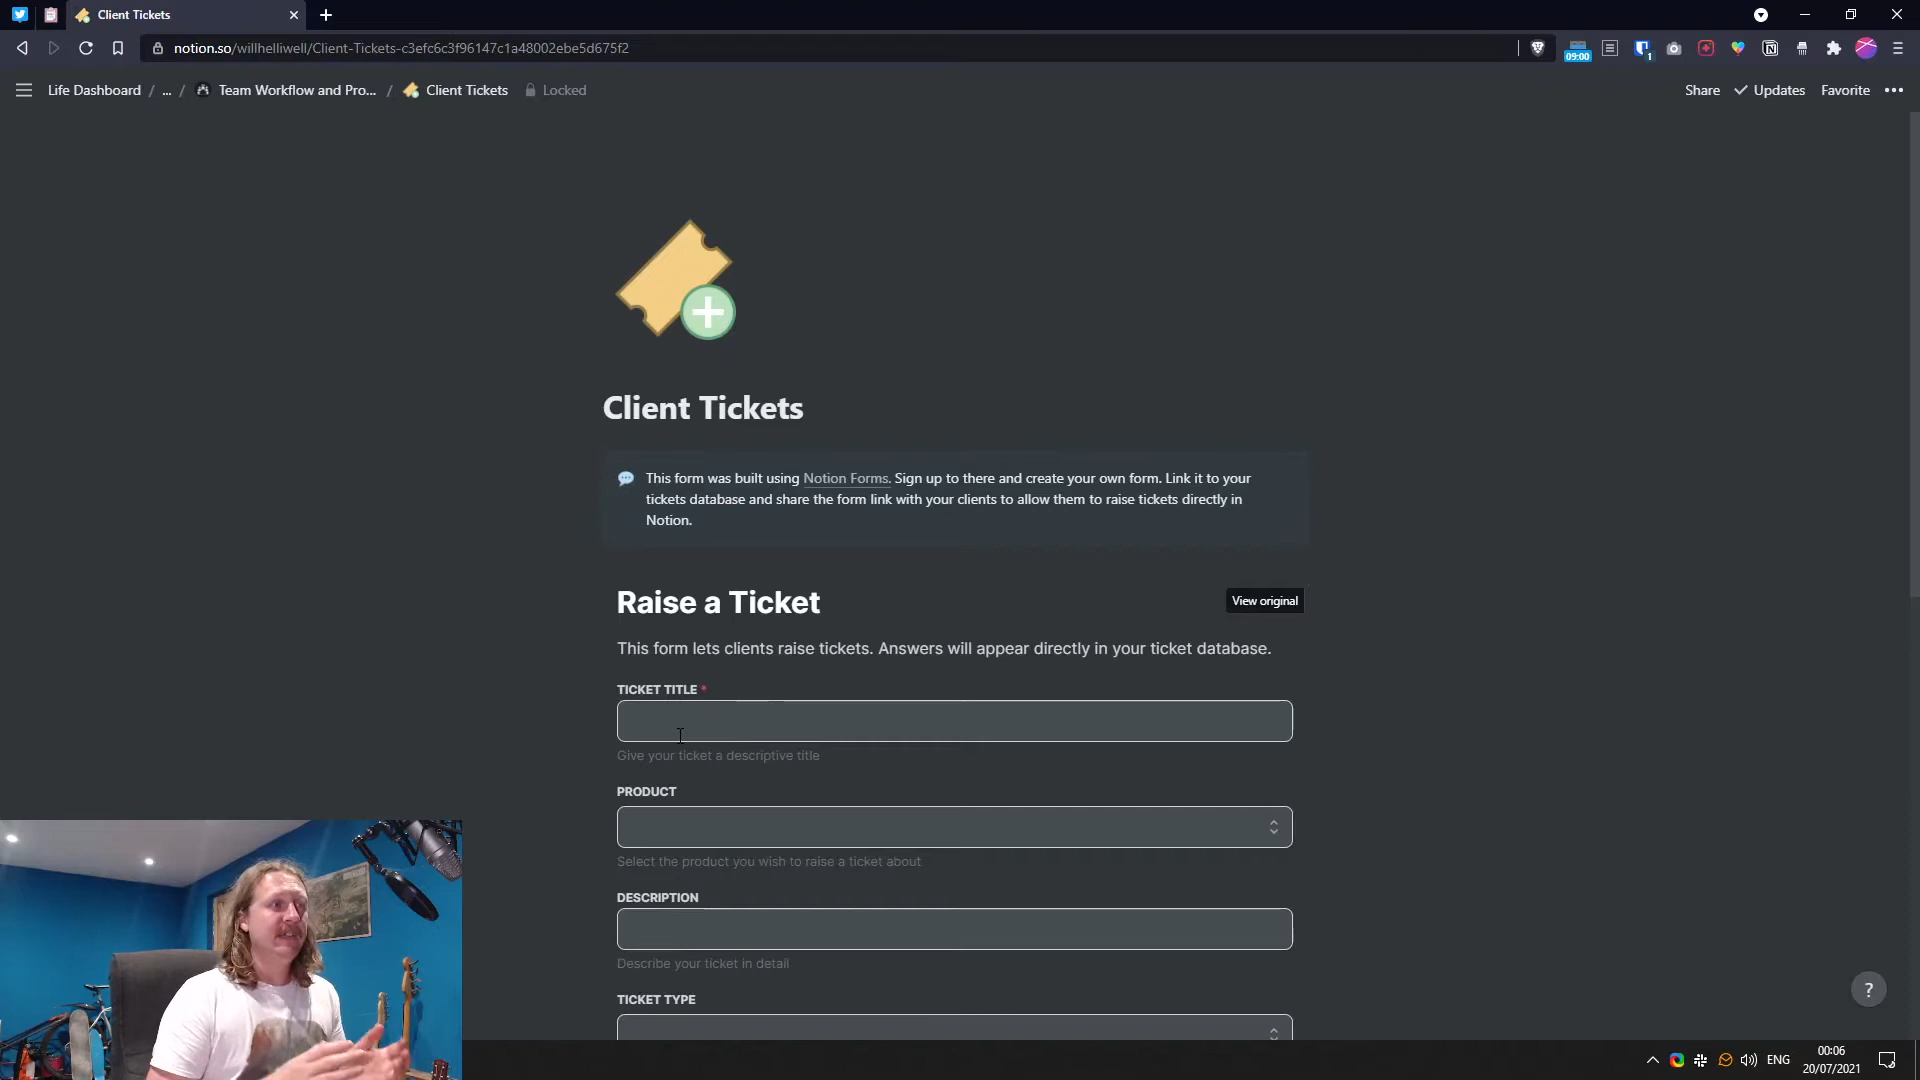 Client Tickets
notion.so/willhelliwell/Client-Tickets-c3efc6c3f96147c1a48002ebe5d675f2
1
09:00
Life Dashboard / ... / Team Workflow and Pro... / Client Tickets Locked
Share Updates Favorite
Client Tickets
This form was built using Notion Forms. Sign up to there and create your own form. Link it to your
tickets database and share the form link with your clients to allow them to raise tickets directly in
Notion.
Raise a Ticket
View original
This form lets clients raise tickets. Answers will appear directly in your ticket database.
TICKET TITLE *
Give your ticket a descriptive title
PRODUCT
Select the product you wish to raise a ticket about
DESCRIPTION
Describe your ticket in detail
TICKET TYPE
?
ENG
00:06
20/07/2021